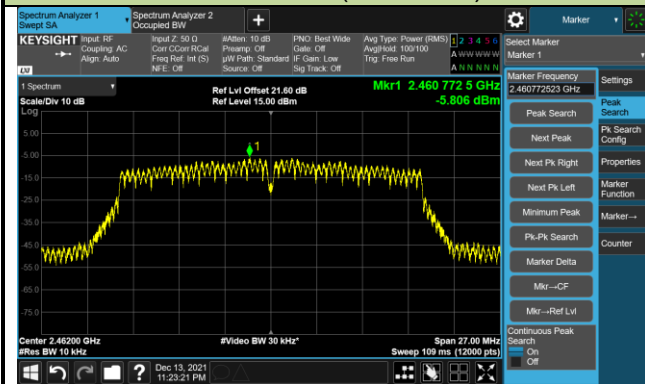 Spectrum Analyzer 1
Swept SA
Spectrum Analyzer 2
Occupied BW
+
Marker
KEYSIGHT
Input: RF
Coupling: AC
Align: Auto
Input Z: 50 Ω
Corr CCorr RCal
Freq Ref: Int (S)
NFE: Off
#Atten: 10 dB
Preamp: Off
µW Path: Standard
Source: Off
PNO: Best Wide
Gate: Off
IF Gain: Low
Sig Track: Off
Avg Type: Power (RMS)
Avg|Hold: 100/100
Trig: Free Run
1 2 3 4 5 6
A W W W W W
A N N N N N
LXI
Select Marker
Marker 1
1 Spectrum
Scale/Div 10 dB
Log
Ref Lvl Offset 21.60 dB
Ref Level 15.00 dBm
Mkr1 2.460 772 5 GHz
-5.806 dBm
5.00
-5.00
-15.0
-25.0
-35.0
-45.0
-55.0
-65.0
-75.0
1
Center 2.46200 GHz
#Res BW 10 kHz
#Video BW 30 kHz*
Span 27.00 MHz
Sweep 109 ms (12000 pts)
Marker Frequency
2.460772523 GHz
Peak Search
Next Peak
Next Pk Right
Next Pk Left
Minimum Peak
Pk-Pk Search
Marker Delta
Mkr→CF
Mkr→Ref Lvl
Continuous Peak
Search
On
Off
Settings
Peak
Search
Pk Search
Config
Properties
Marker
Function
Marker→
Counter
?
Dec 13, 2021
11:23:21 PM